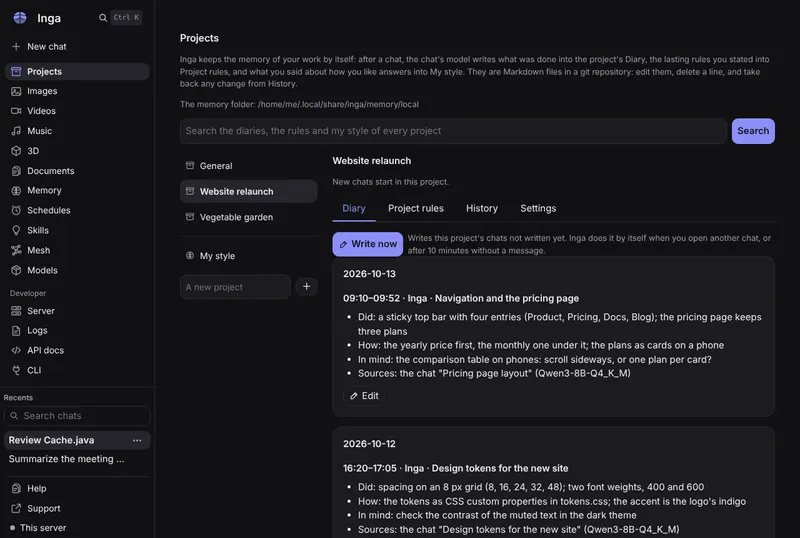 Inga
Ctrl K
New chat
Projects
Images
Videos
Music
3D
Documents
Memory
Schedules
Skills
Mesh
Models
Developer
Server
Logs
API docs
CLI
Recents
Search chats
Review Cache.java
Summarize the meeting ...
Help
Support
This server
Projects
Inga keeps the memory of your work by itself: after a chat, the chat's model writes what was done into the project's Diary, the lasting rules you stated into
Project rules, and what you said about how you like answers into My style. They are Markdown files in a git repository: edit them, delete a line, and take
back any change from History.
The memory folder: /home/me/.local/share/inga/memory/local
Search the diaries, the rules and my style of every project
Search
General
Website relaunch
Vegetable garden
My style
A new project
Website relaunch
New chats start in this project.
Diary
Project rules
History
Settings
Write now
Writes this project's chats not written yet. Inga does it by itself when you open another chat, or
after 10 minutes without a message.
2026-10-13
09:10–09:52 · Inga · Navigation and the pricing page
• Did: a sticky top bar with four entries (Product, Pricing, Docs, Blog); the pricing page keeps
three plans
• How: the yearly price first, the monthly one under it; the plans as cards on a phone
• In mind: the comparison table on phones: scroll sideways, or one plan per card?
• Sources: the chat "Pricing page layout" (Qwen3-8B-Q4_K_M)
Edit
2026-10-12
16:20–17:05 · Inga · Design tokens for the new site
• Did: spacing on an 8 px grid (8, 16, 24, 32, 48); two font weights, 400 and 600
• How: the tokens as CSS custom properties in tokens.css; the accent is the logo's indigo
• In mind: check the contrast of the muted text in the dark theme
• Sources: the chat "Design tokens for the new site" (Qwen3-8B-Q4_K_M)